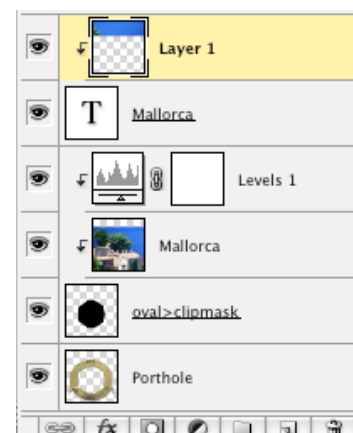 Layer 1
T
Mallorca
Levels 1
Mallorca
oval>clipmask
Porthole
fx